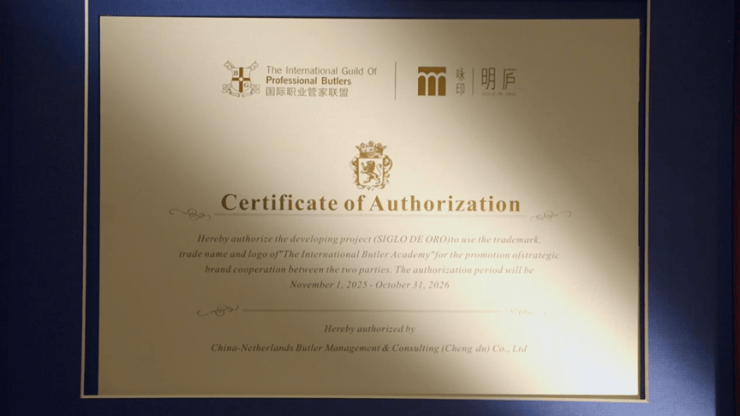 The International Guild Of
Professional Butlers
国际职业管家联盟
B G
咏印
明庐
Certificate of Authorization
Hereby authorize the developing project (SIGLO DE ORO)to use the trademark,
trade name and logo of"The International Butler Academy"for the promotion ofstrategic
brand cooperation between the two parties. The authorization period will be
November 1, 2025 - October 31, 2026
Hereby authorized by
China-Netherlands Butler Management & Consulting (Cheng du) Co., Ltd